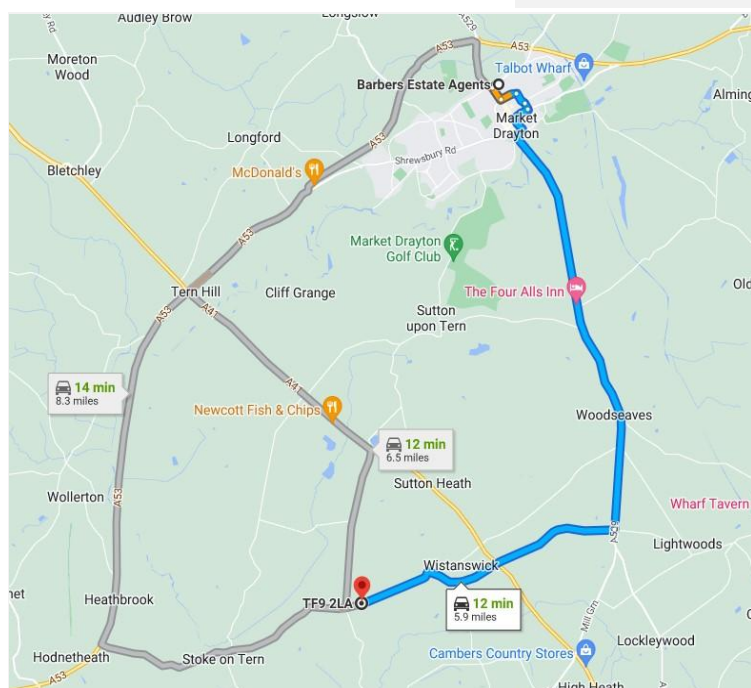 Audley Brow
Longslow
A529
A53
A53
Moreton
Wood
Talbot Wharf
Barbers Estate Agents
Market
Drayton
Longford
Shrewsbury Rd
McDonald's
Bletchley
A53
A53
Market Drayton
Golf Club
Tern Hill
Cliff Grange
The Four Alls Inn
A53
A41
Sutton
upon Tern
14 min
8.3 miles
A41
Newcott Fish & Chips
Woodseaves
12 min
6.5 miles
Sutton Heath
Wollerton
A53
Wharf Tavern
A529
Lightwoods
Wistanswick
Heathbrook
TF9 2LA
12 min
5.9 miles
Mill Grn
Lockleywood
Hodnetheath
Stoke on Tern
Cambers Country Stores
A53
High Heath